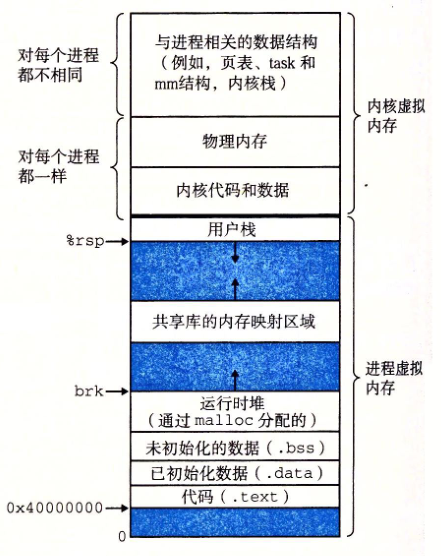 对每个进程
都不相同
与进程相关的数据结构
（例如，页表、task 和
mm结构，内核栈）
内核虚拟
内存
对每个进程
都一样
物理内存
内核代码和数据
用户栈
%rsp
共享库的内存映射区域
进程虚拟
内存
brk
运行时堆
（通过 malloc 分配的）
未初始化的数据（.bss）
已初始化数据（.data）
代码（.text）
0x40000000
0